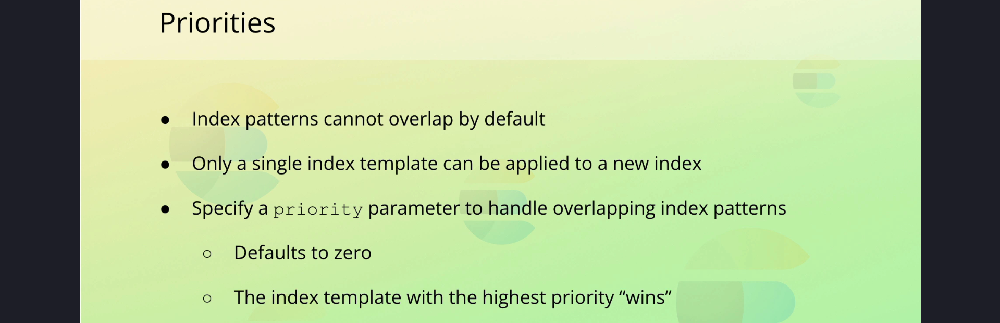 Priorities
● Index patterns cannot overlap by default
● Only a single index template can be applied to a new index
● Specify a priority parameter to handle overlapping index patterns
○ Defaults to zero
○ The index template with the highest priority “wins”